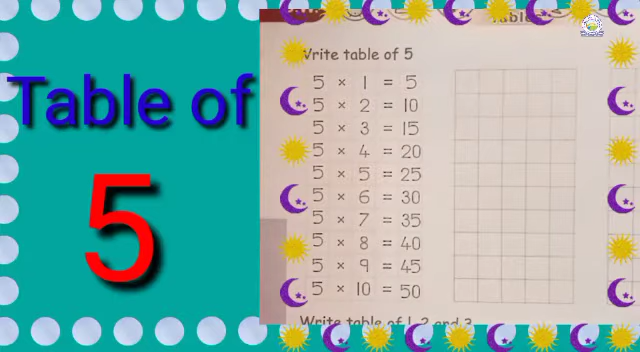 Table of
5
Tables
Write table of 5
5 × 1 = 5
5 × 2 = 10
5 × 3 = 15
5 × 4 = 20
5 × 5 = 25
5 × 6 = 30
5 × 7 = 35
5 × 8 = 40
5 × 9 = 45
5 × 10 = 50
Write table of 1, 2 and 3